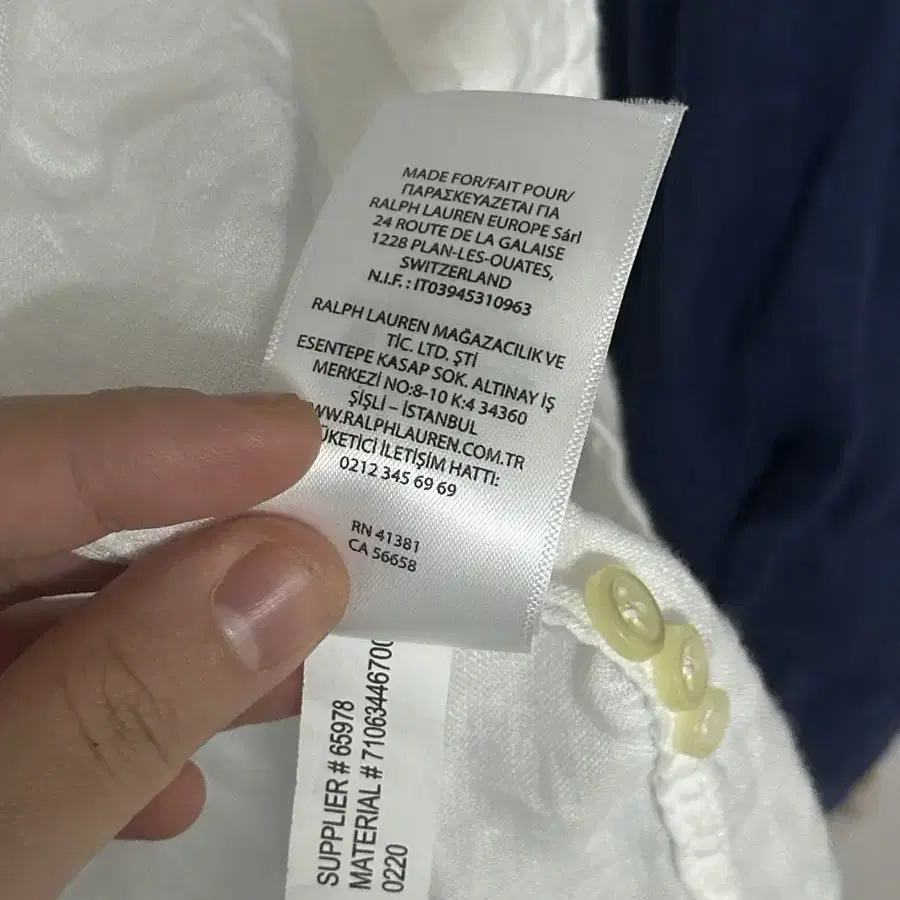 MADE FOR/FAIT POUR/
ΠΑΡΑΣΚΕΥΑΖΕΤΑΙ ΓΙΑ
RALPH LAUREN EUROPE Sárl
24 ROUTE DE LA GALAISE
1228 PLAN-LES-OUATES,
SWITZERLAND
N.I.F. : IT03945310963
RALPH LAUREN MAĞAZACILIK VE
TİC. LTD. ŞTİ
ESENTEPE KASAP SOK. ALTINAY İŞ
MERKEZİ NO:8-10 K:4 34360
ŞİŞLİ – İSTANBUL
WW.RALPHLAUREN.COM.TR
ÜKETİCİ İLETİŞİM HATTI:
0212 345 69 69
RN 41381
CA 56658
SUPPLIER # 65978
MATERIAL # 71063446700
0220